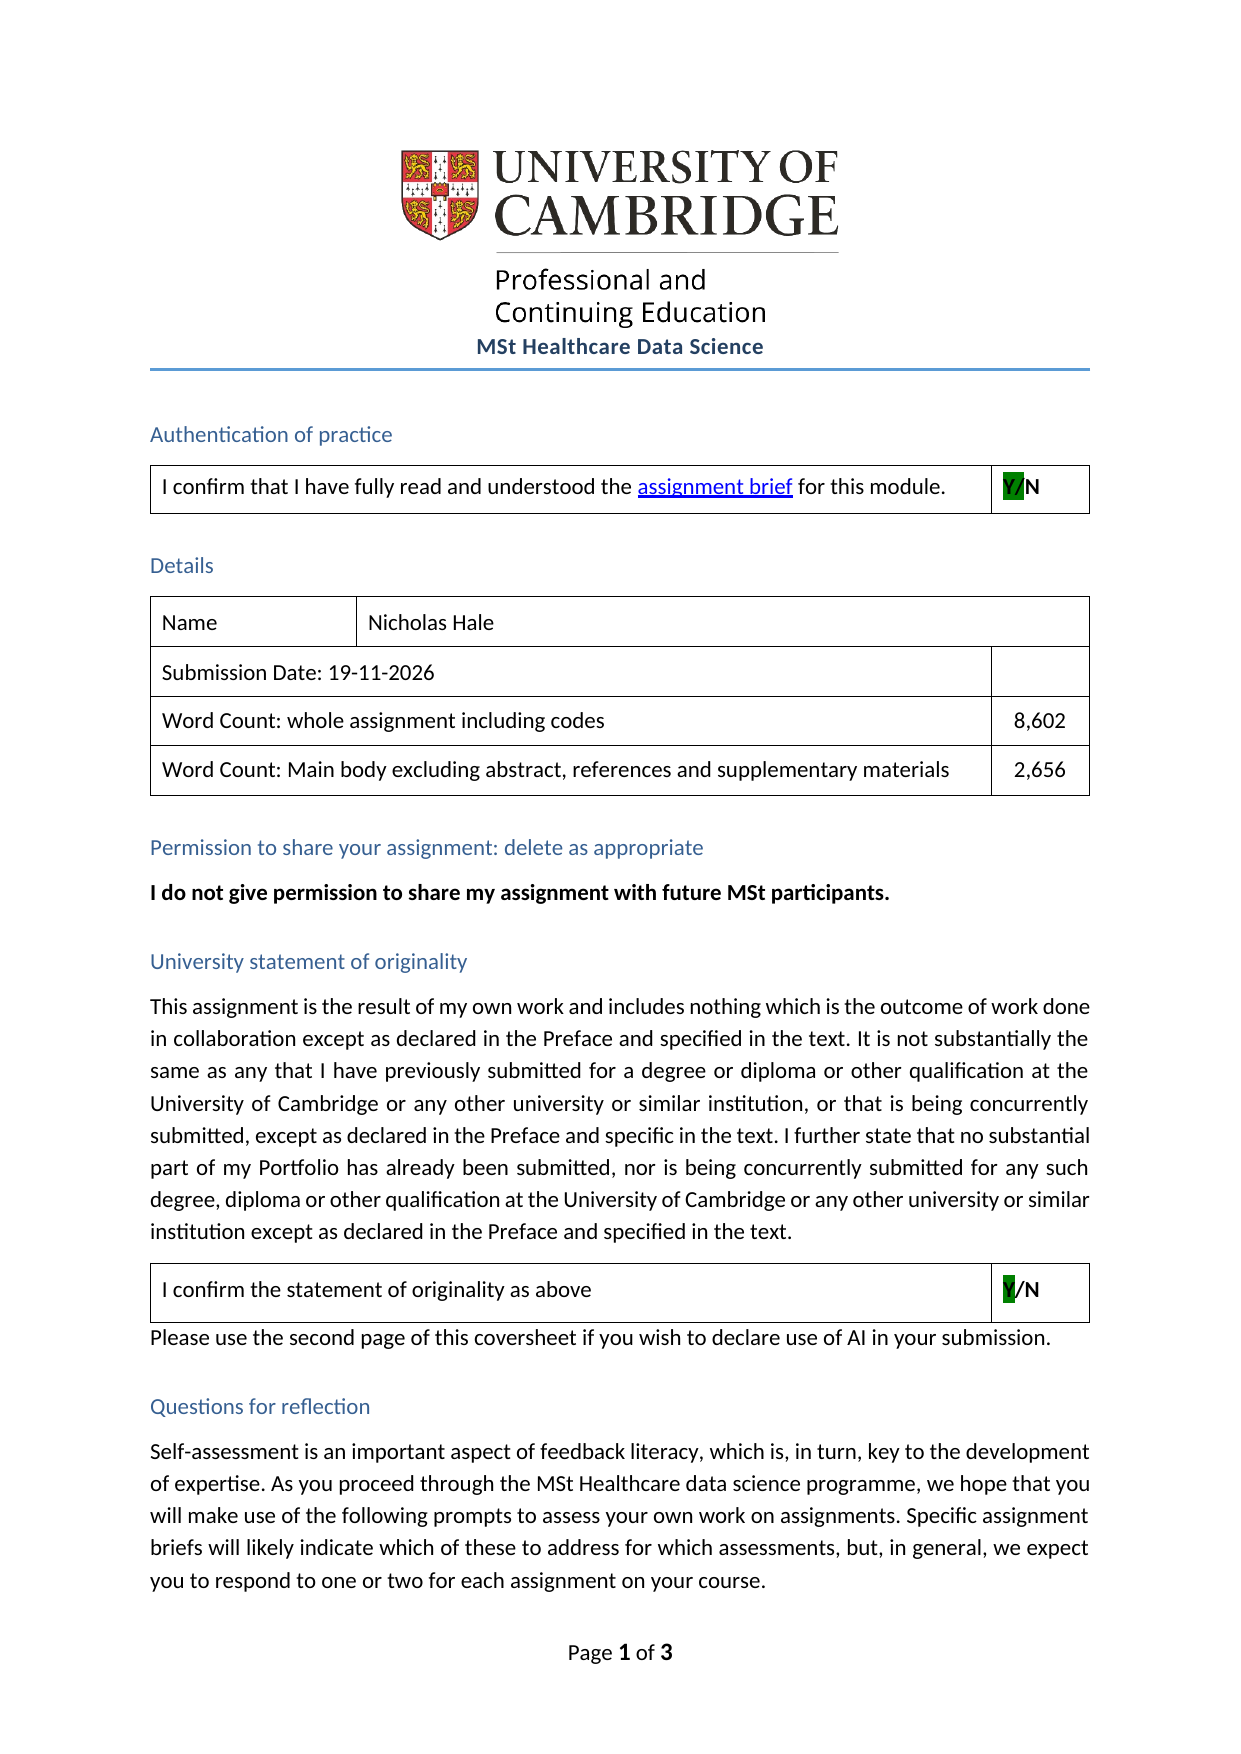 UNIVERSITY OF
CAMBRIDGE
Professional and
Continuing Education
MSt Healthcare Data Science
Authentication of practice
I confirm that I have fully read and understood the assignment brief for this module. Y/N
Details
Name Nicholas Hale
Submission Date: 19-11-2026
Word Count: whole assignment including codes 8,602
Word Count: Main body excluding abstract, references and supplementary materials 2,656
Permission to share your assignment: delete as appropriate
I do not give permission to share my assignment with future MSt participants.
University statement of originality
This assignment is the result of my own work and includes nothing which is the outcome of work done
in collaboration except as declared in the Preface and specified in the text. It is not substantially the
same as any that I have previously submitted for a degree or diploma or other qualification at the
University of Cambridge or any other university or similar institution, or that is being concurrently
submitted, except as declared in the Preface and specific in the text. I further state that no substantial
part of my Portfolio has already been submitted, nor is being concurrently submitted for any such
degree, diploma or other qualification at the University of Cambridge or any other university or similar
institution except as declared in the Preface and specified in the text.
I confirm the statement of originality as above Y/N
Please use the second page of this coversheet if you wish to declare use of AI in your submission.
Questions for reflection
Self-assessment is an important aspect of feedback literacy, which is, in turn, key to the development
of expertise. As you proceed through the MSt Healthcare data science programme, we hope that you
will make use of the following prompts to assess your own work on assignments. Specific assignment
briefs will likely indicate which of these to address for which assessments, but, in general, we expect
you to respond to one or two for each assignment on your course.
Page 1 of 3